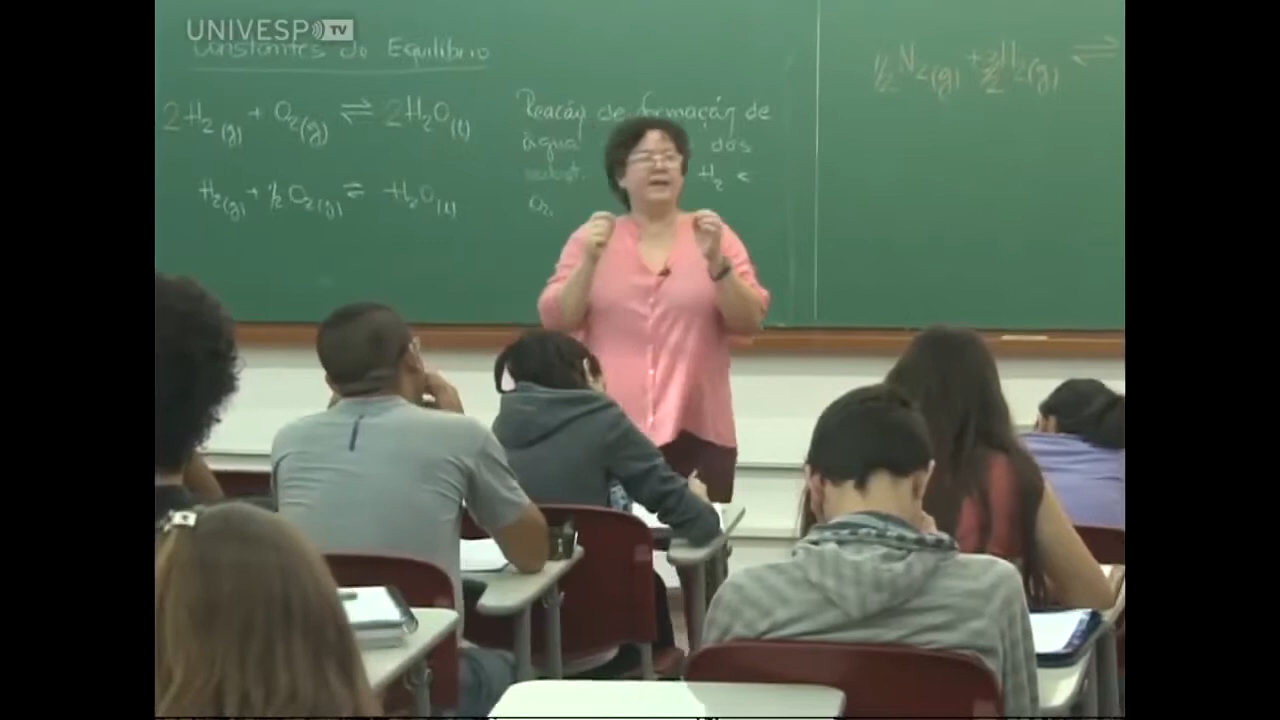 UNIVESP TV
Constantes de Equilíbrio
2H₂(g) + O₂(g) ⇌ 2H₂O(l)
H₂(g) + ½O₂(g) ⇌ H₂O(l)
Reação de formação de
água dos
H₂ e
O₂.
½N₂(g) + 3/2H₂(g) ⇌